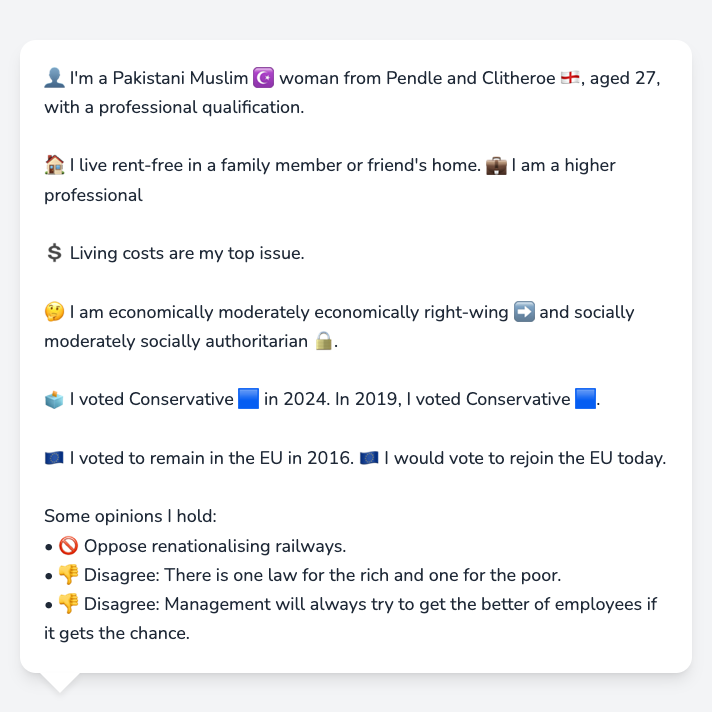 👤 I'm a Pakistani Muslim ☪️ woman from Pendle and Clitheroe 🏴󠁧󠁢󠁥󠁮󠁧󠁿, aged 27,
with a professional qualification.
🏠 I live rent-free in a family member or friend's home. 💼 I am a higher
professional
💲 Living costs are my top issue.
🤔 I am economically moderately economically right-wing ➡️ and socially
moderately socially authoritarian 🔒.
🗳️ I voted Conservative 🟦 in 2024. In 2019, I voted Conservative 🟦.
🇪🇺 I voted to remain in the EU in 2016. 🇪🇺 I would vote to rejoin the EU today.
Some opinions I hold:
• 🚫 Oppose renationalising railways.
• 👎 Disagree: There is one law for the rich and one for the poor.
• 👎 Disagree: Management will always try to get the better of employees if
it gets the chance.